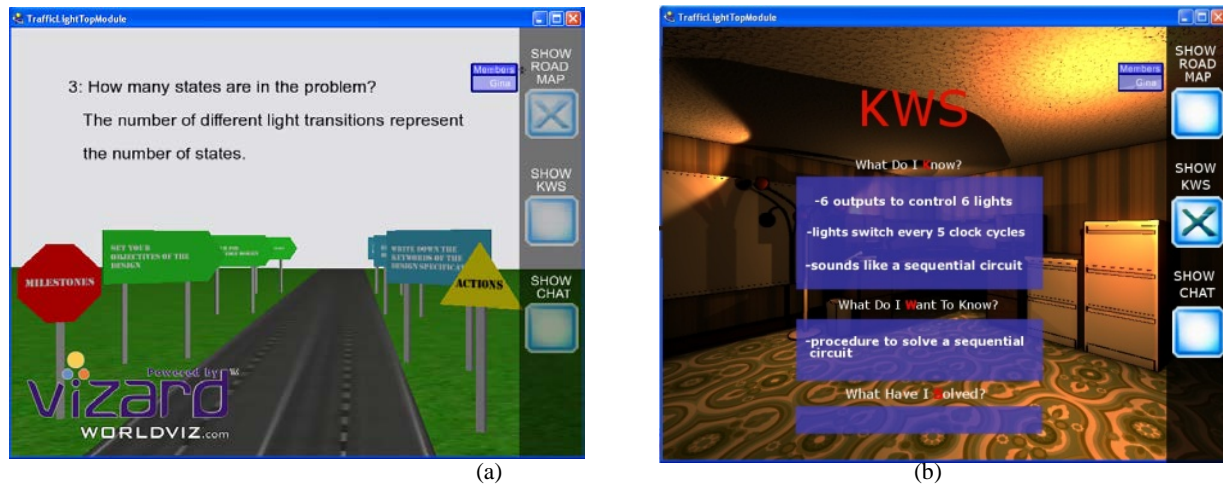 TrafficLightTopModule
3: How many states are in the problem?
The number of different light transitions represent
the number of states.
Members
Gine
SHOW
ROAD
MAP
SHOW
KWS
SHOW
CHAT
MILESTONES
SET YOUR
OBJECTIVES OF THE
DESIGN
WRITE DOWN THE
KEYWORDS OF THE
DESIGN SPECIFICAT
ACTIONS
Powered by
vizard
WORLDVIZ.com
(a)
TrafficLightTopModule
KWS
Members
Gine
What Do I Know?
-6 outputs to control 6 lights
-lights switch every 5 clock cycles
-sounds like a sequential circuit
What Do I Want To Know?
-procedure to solve a sequential
circuit
What Have I Solved?
SHOW
ROAD
MAP
SHOW
KWS
SHOW
CHAT
(b)